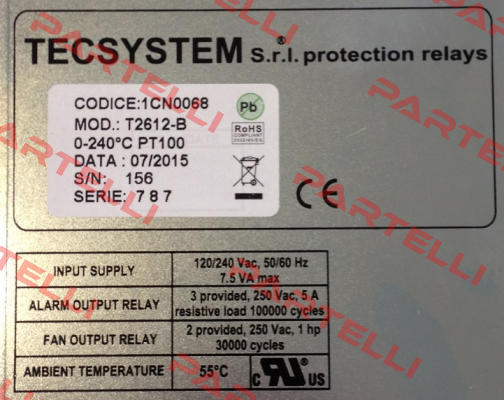 TECSYSTEM S.r.l. protection relays
®
CODICE:1CN0068
MOD.: T2612-B
0-240°C PT100
DATA : 07/2015
S/N: 156
SERIE: 7 8 7
Pb
RoHS
COMPLIANT
CE
INPUT SUPPLY
120/240 Vac, 50/60 Hz
7.5 VA max
ALARM OUTPUT RELAY
3 provided, 250 Vac, 5 A
resistive load 100000 cycles
FAN OUTPUT RELAY
2 provided, 250 Vac, 1 hp
30000 cycles
AMBIENT TEMPERATURE
55°C
c RU US
PARTELLI
PARTELLI
PARTELLI
PARTELLI